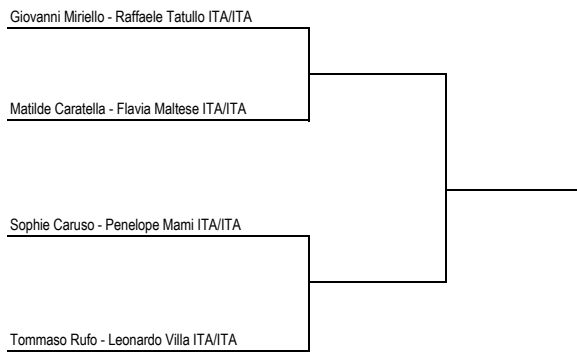 Giovanni Miriello - Raffaele Tatullo ITA/ITA
Matilde Caratella - Flavia Maltese ITA/ITA
Sophie Caruso - Penelope Mami ITA/ITA
Tommaso Rufo - Leonardo Villa ITA/ITA